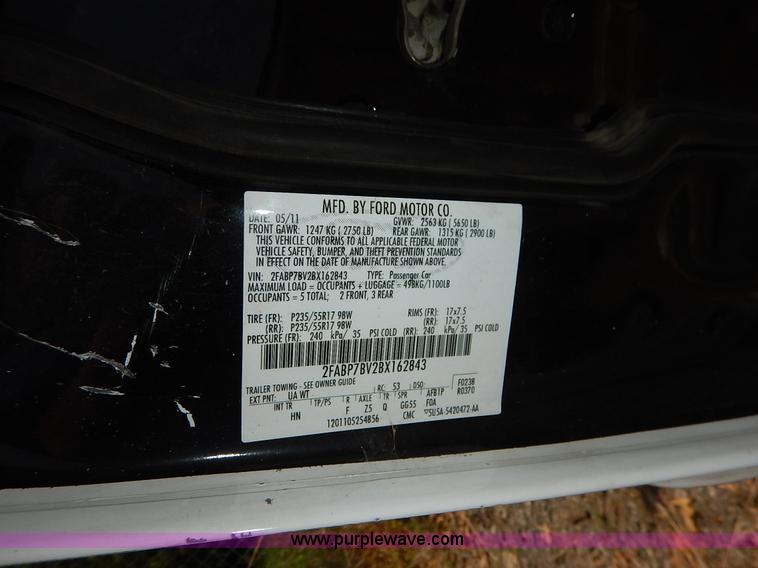 MFD. BY FORD MOTOR CO.
DATE: 05/11 GVWR: 2563 KG ( 5650 LB)
FRONT GAWR: 1247 KG ( 2750 LB) REAR GAWR: 1315 KG ( 2900 LB)
THIS VEHICLE CONFORMS TO ALL APPLICABLE FEDERAL MOTOR
VEHICLE SAFETY, BUMPER, AND THEFT PREVENTION STANDARDS
IN EFFECT ON THE DATE OF MANUFACTURE SHOWN ABOVE.
VIN: 2FABP7BV2BX162843 TYPE: Passenger Car
MAXIMUM LOAD = OCCUPANTS + LUGGAGE = 498KG/1100LB
OCCUPANTS = 5 TOTAL; 2 FRONT, 3 REAR
TIRE (FR): P235/55R17 98W RIMS (FR): 17x7.5
(RR): P235/55R17 98W (RR): 17x7.5
PRESSURE (FR): 240 kPa/ 35 PSI COLD (RR): 240 kPa/ 35 PSI COLD
2FABP7BV2BX162843
TRAILER TOWING - SEE OWNER GUIDE
EXT PNT: UA WT RC: 53 DSO: F0238
INT TR TP/PS R AXLE TR SPR AFB1P R0370
HN F Z5 Q GG55 FOA
1201105254856 CMC ▽5U5A-5420472-AA
www.purplewave.com